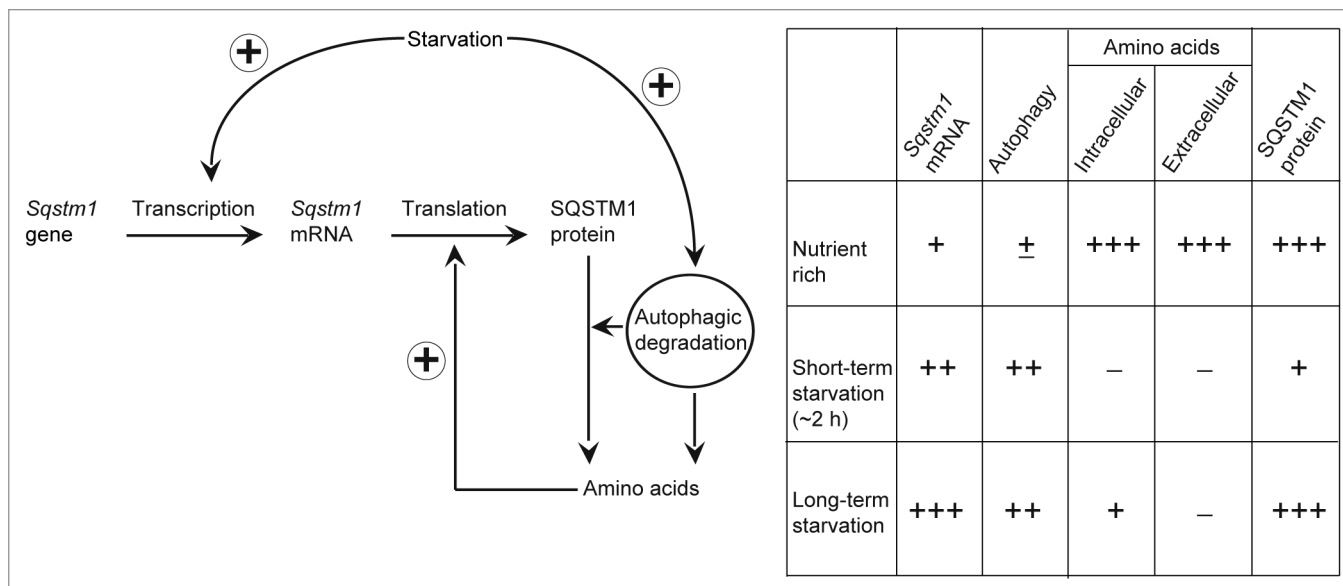 Starvation
+
+
Sqstm1
gene
Transcription
Sqstm1
mRNA
Translation
SQSTM1
protein
Autophagic
degradation
+
Amino acids
Amino acids
Sqstm1
mRNA
Autophagy
Intracellular
Extracellular
SQSTM1
protein
Nutrient
rich
+ ± +++ +++ +++
Short-term
starvation
(~2 h)
++ ++ – – +
Long-term
starvation
+++ ++ + – +++